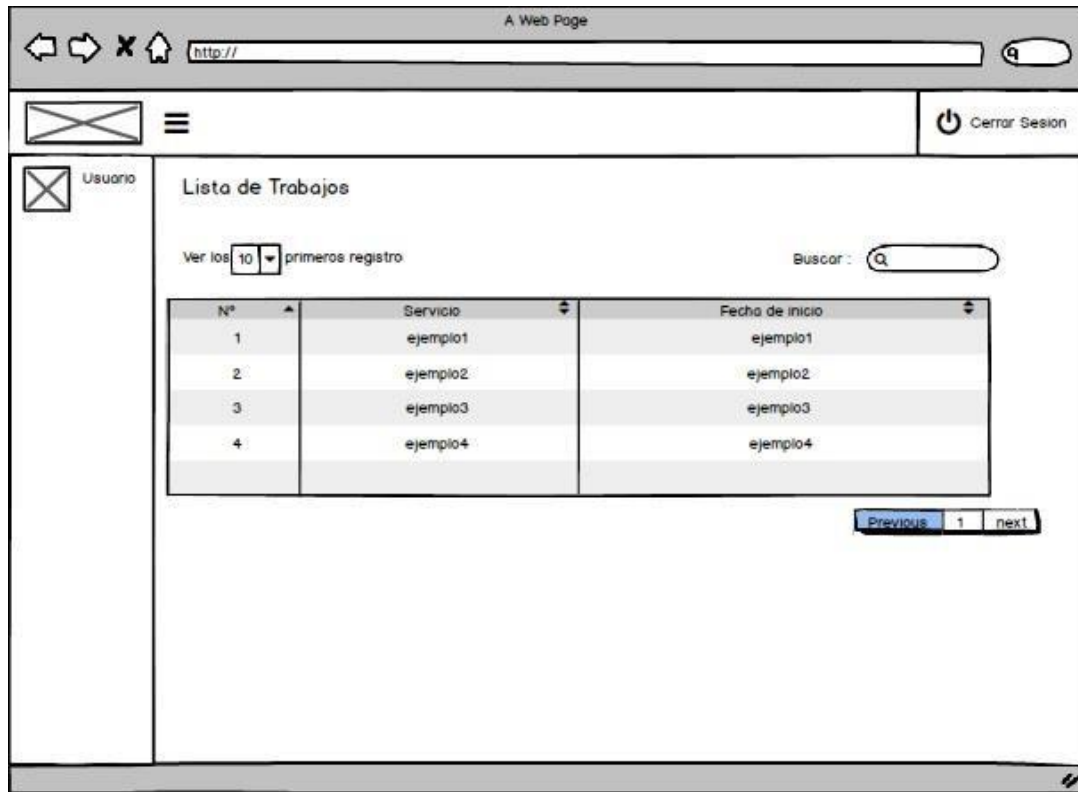 A Web Page
http://
Cerrar Sesion
Usuario
Lista de Trabajos
Ver los 10 primeros registro
Buscar :
Nº Servicio Fecha de inicio
1 ejemplo1 ejemplo1
2 ejemplo2 ejemplo2
3 ejemplo3 ejemplo3
4 ejemplo4 ejemplo4
Previous 1 next